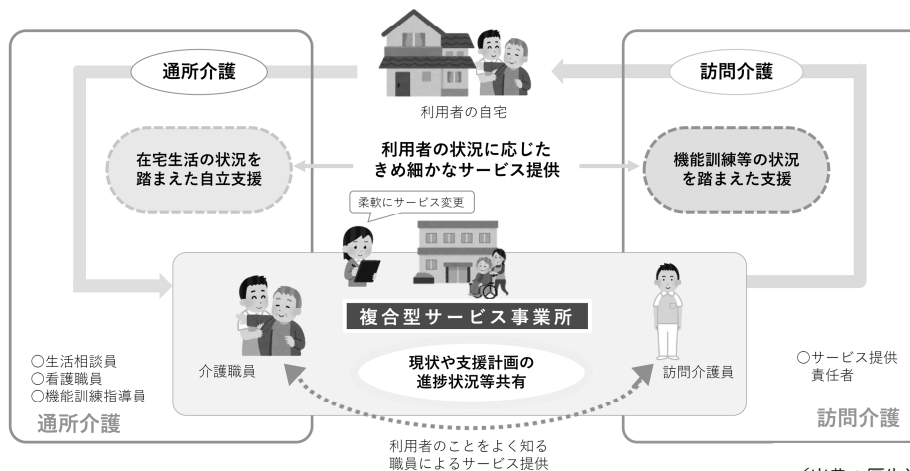 通所介護
訪問介護
利用者の自宅
在宅生活の状況を
踏まえた自立支援
利用者の状況に応じた
きめ細かなサービス提供
機能訓練等の状況
を踏まえた支援
柔軟にサービス変更
複合型サービス事業所
介護職員
現状や支援計画の
進捗状況等共有
訪問介護員
○生活相談員
○看護職員
○機能訓練指導員
通所介護
○サービス提供
責任者
訪問介護
利用者のことをよく知る
職員によるサービス提供